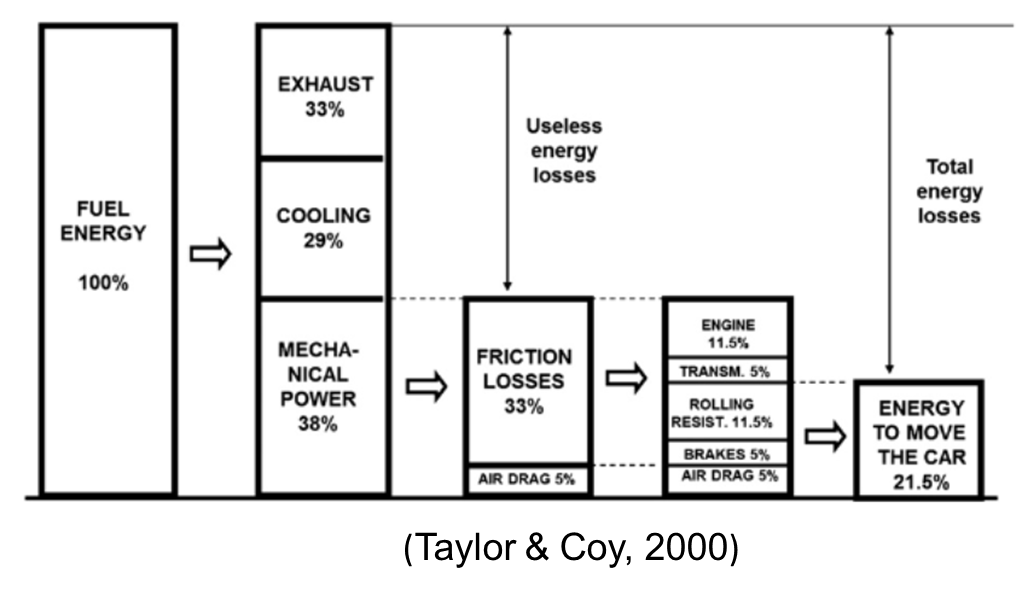 FUEL
ENERGY
100%
EXHAUST
33%
COOLING
29%
MECHA-
NICAL
POWER
38%
Useless
energy
losses
FRICTION
LOSSES
33%
AIR DRAG 5%
ENGINE
11.5%
TRANSM. 5%
ROLLING
RESIST. 11.5%
BRAKES 5%
AIR DRAG 5%
Total
energy
losses
ENERGY
TO MOVE
THE CAR
21.5%
(Taylor & Coy, 2000)